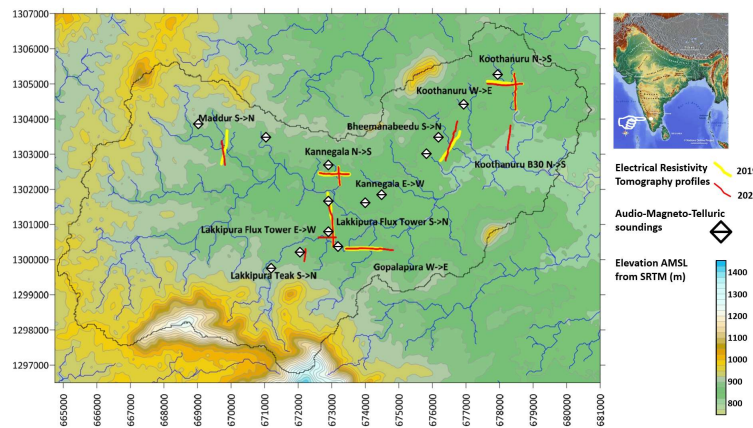 1307000
1306000
1305000
1304000
1303000
1302000
1301000
1300000
1299000
1298000
1297000
Koothanuru N->S
Koothanuru W->E
Maddur S->N
Bheemanabeedu S->N
Kannegala N->S
Koothanuru B30 N->S
Kannegala E->W
Lakkipura Flux Tower S->N
Lakkipura Flux Tower E->W
Gopalapura W->E
Lakkipura Teak S->N
665000
666000
667000
668000
669000
670000
671000
672000
673000
674000
675000
676000
677000
678000
679000
680000
681000
Electrical Resistivity
Tomography profiles
201
202
Audio-Magneto-Telluric
soundings
Elevation AMSL
from SRTM (m)
1400
1300
1200
1100
1000
900
800